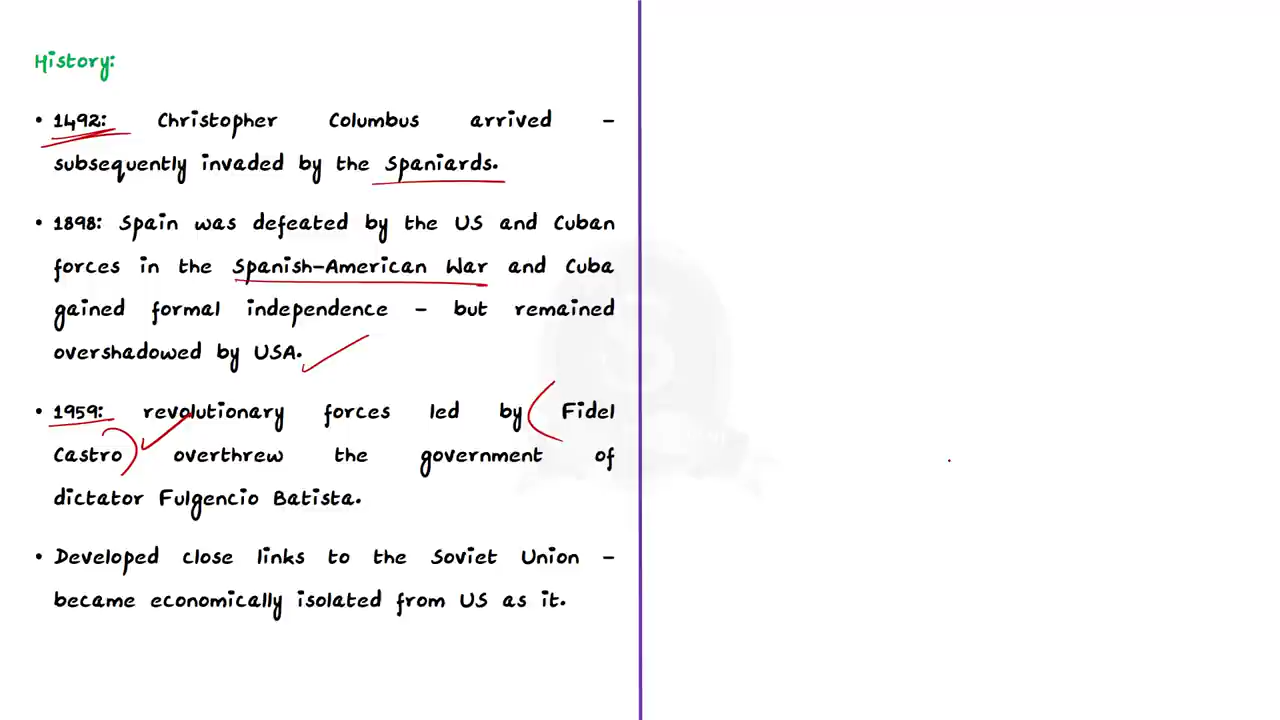 History:
• 1492: Christopher Columbus arrived –
subsequently invaded by the Spaniards.
• 1898: Spain was defeated by the US and Cuban
forces in the Spanish-American War and Cuba
gained formal independence – but remained
overshadowed by USA.
• 1959: revolutionary forces led by Fidel
Castro overthrew the government of
dictator Fulgencio Batista.
• Developed close links to the Soviet Union –
became economically isolated from US as it.